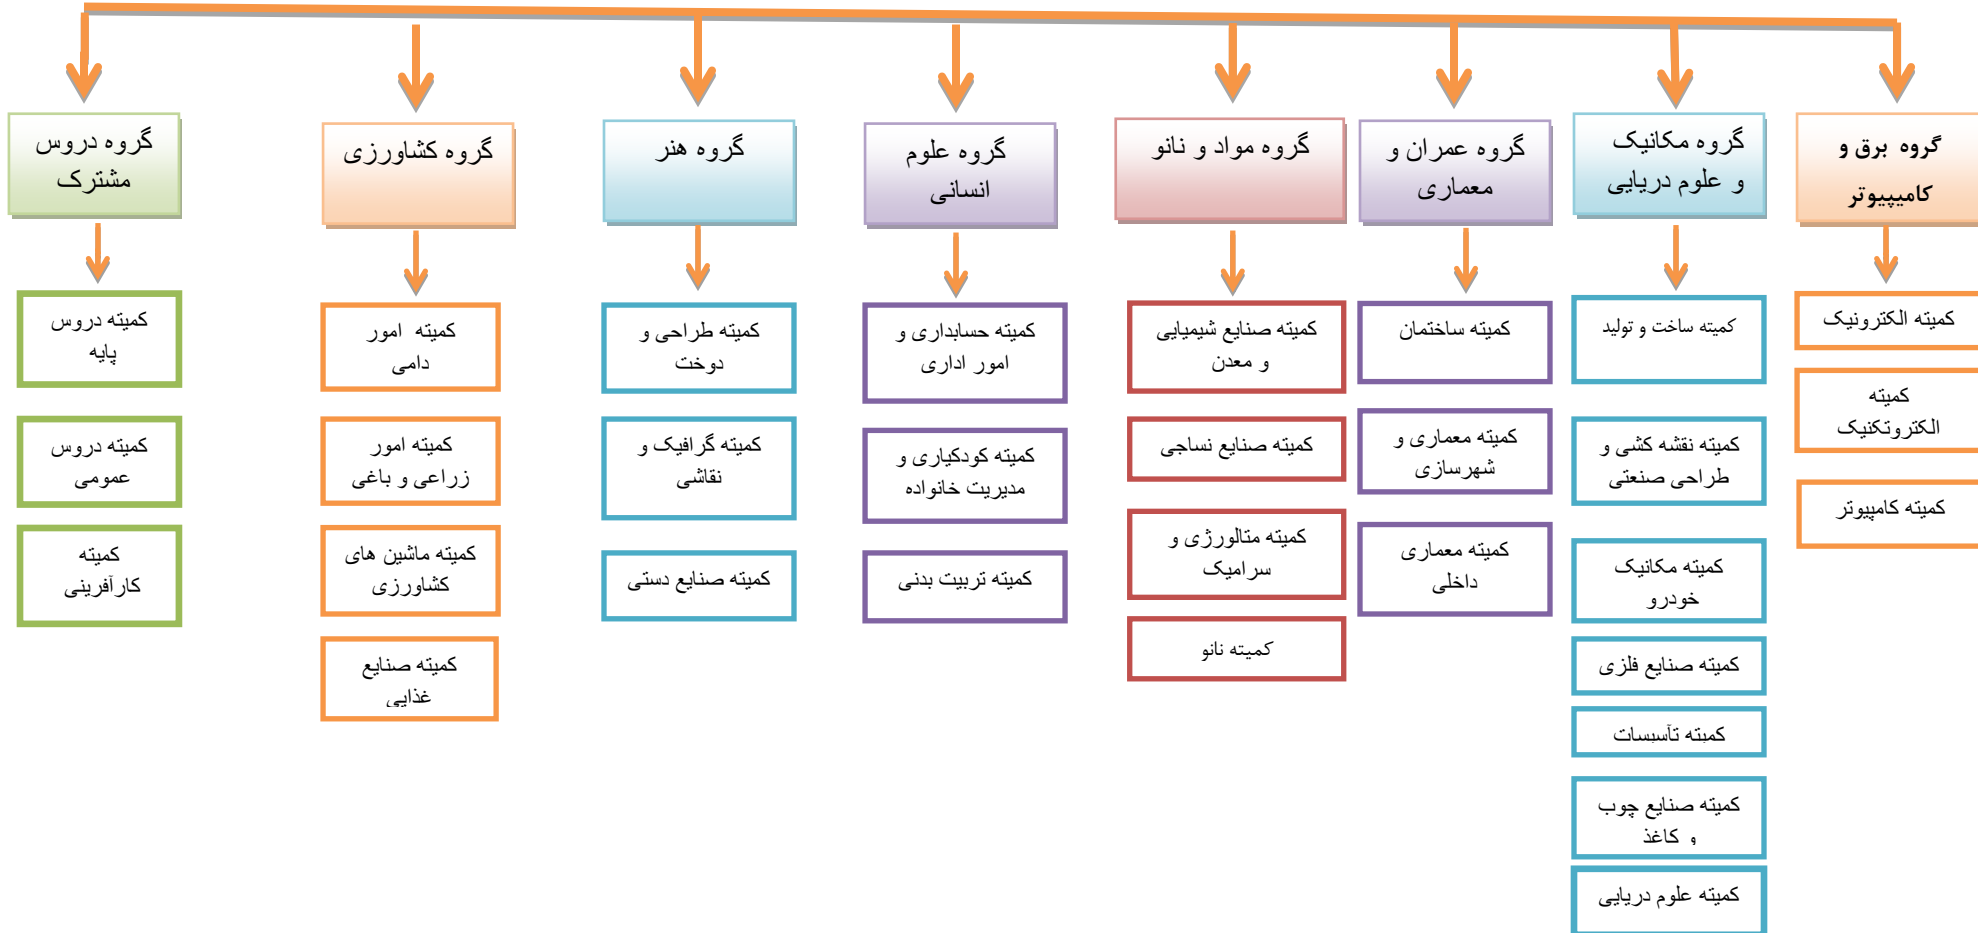 گروه برق و
کامیپیوتر
کمیته الکترونیک
کمیته
الکتروتکنیک
کمیته کامپیوتر
گروه مکانیک
و علوم دریایی
کمیته ساخت و تولید
کمیته نقشه کشی و
طراحی صنعتی
کمیته مکانیک
خودرو
کمیته صنایع فلزی
کمیته تآسیسات
کمیته صنایع چوب
و کاغذ
کمیته علوم دریایی
گروه عمران و
معماری
کمیته ساختمان
کمیته معماری و
شهرسازی
کمیته معماری
داخلی
گروه مواد و نانو
کمیته صنایع شیمیایی
و معدن
کمیته صنایع نساجی
کمیته متالورژی و
سرامیک
کمیته نانو
گروه علوم
انسانی
کمیته حسابداری و
امور اداری
کمیته کودکیاری و
مدیریت خانواده
کمیته تربیت بدنی
گروه هنر
کمیته طراحی و
دوخت
کمیته گرافیک و
نقاشی
کمیته صنایع دستی
گروه کشاورزی
کمیته امور
دامی
کمیته امور
زراعی و باغی
کمیته ماشین های
کشاورزی
کمیته صنایع
غذایی
گروه دروس
مشترک
کمیته دروس
پایه
کمیته دروس
عمومی
کمیته
کارآفرینی